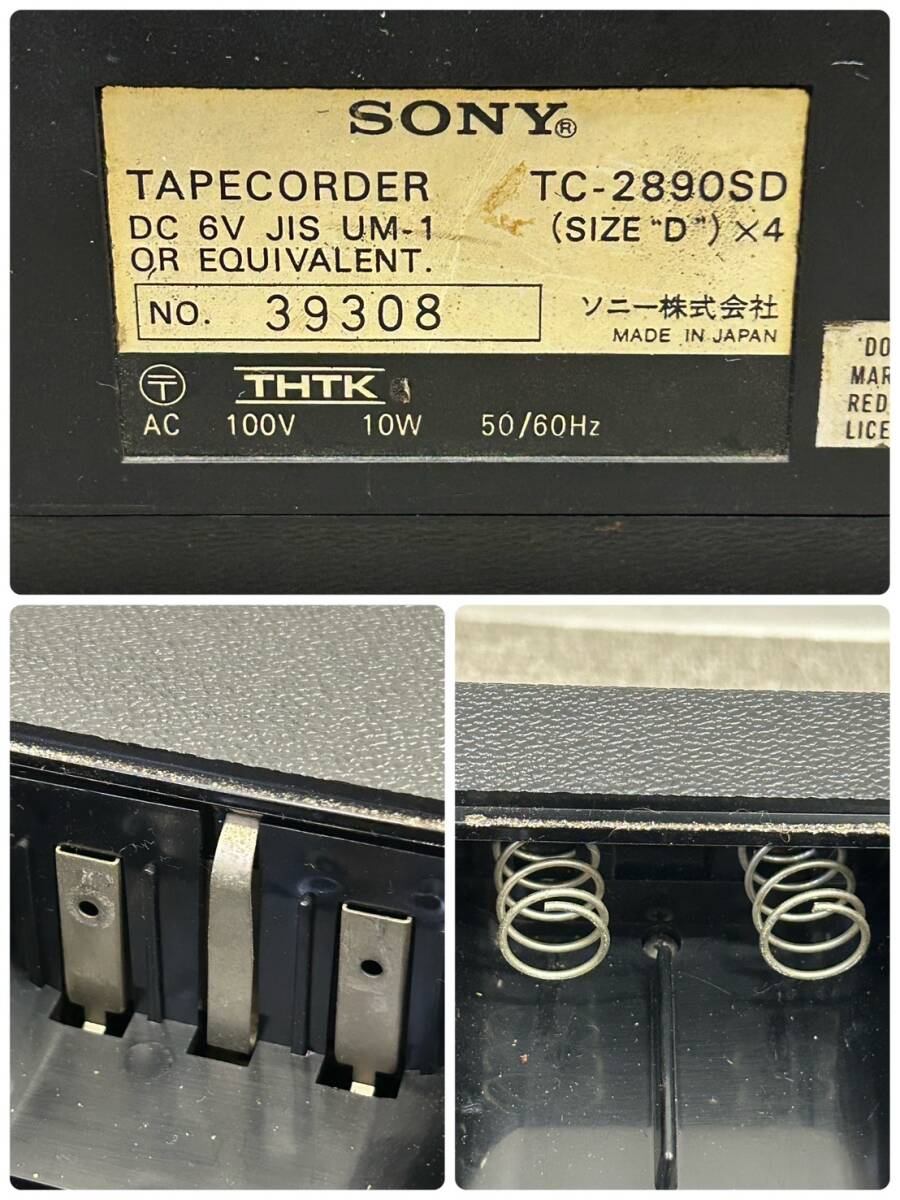 SONY®
TAPECORDER TC-2890SD
DC 6V JIS UM-1 (SIZE "D") ×4
OR EQUIVALENT.
NO. 39308
ソニー株式会社
MADE IN JAPAN
〒 THTK
AC 100V 10W 50/60Hz
"DO
MAR
RED
LICE